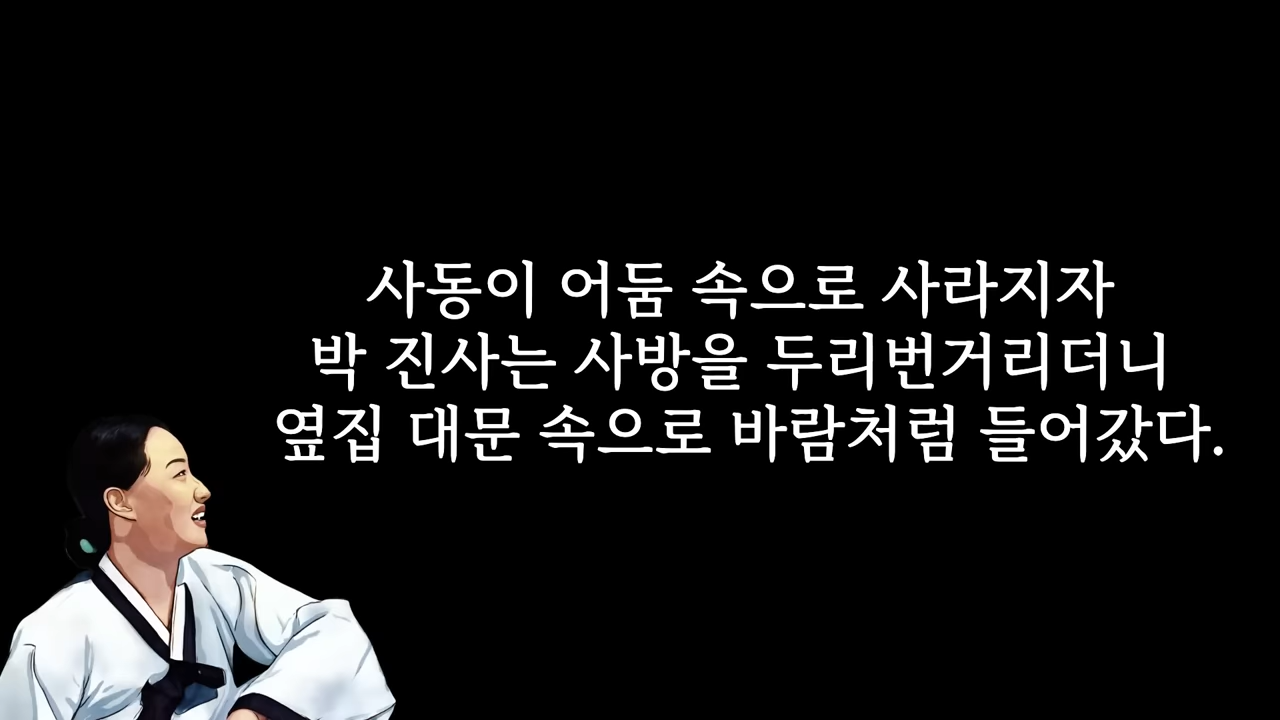 사동이 어둠 속으로 사라지자
박 진사는 사방을 두리번거리더니
옆집 대문 속으로 바람처럼 들어갔다.